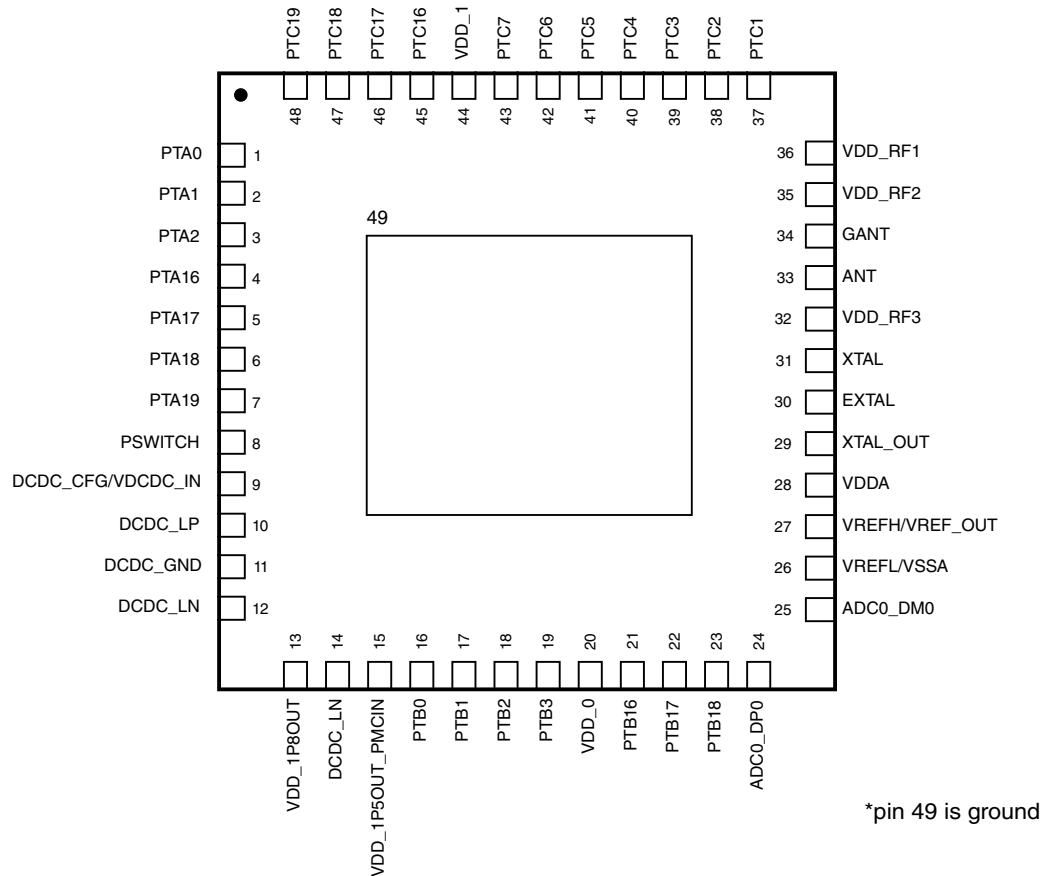 PTC19
PTC18
PTC17
PTC16
VDD_1
PTC7
PTC6
PTC5
PTC4
PTC3
PTC2
PTC1
48
47
46
45
44
43
42
41
40
39
38
37
PTA0 1
PTA1 2
PTA2 3
PTA16 4
PTA17 5
PTA18 6
PTA19 7
PSWITCH 8
DCDC_CFG/VDCDC_IN 9
DCDC_LP 10
DCDC_GND 11
DCDC_LN 12
49
36 VDD_RF1
35 VDD_RF2
34 GANT
33 ANT
32 VDD_RF3
31 XTAL
30 EXTAL
29 XTAL_OUT
28 VDDA
27 VREFH/VREF_OUT
26 VREFL/VSSA
25 ADC0_DM0
13
14
15
16
17
18
19
20
21
22
23
24
VDD_1P8OUT
DCDC_LN
VDD_1P5OUT_PMCIN
PTB0
PTB1
PTB2
PTB3
VDD_0
PTB16
PTB17
PTB18
ADC0_DP0
*pin 49 is ground